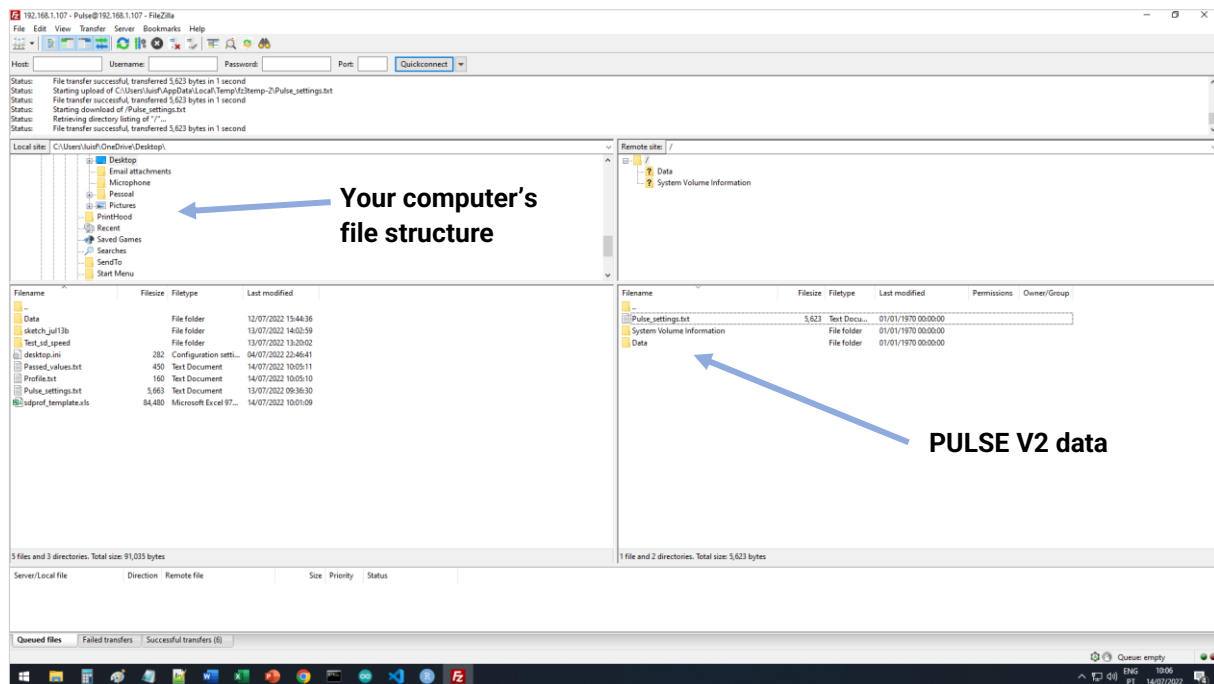 192.168.1.107 - Pulse@192.168.1.107 - FileZilla
File Edit View Transfer Server Bookmarks Help
Host: Username: Password: Port: Quickconnect
Status: File transfer successful, transferred 5,623 bytes in 1 second
Status: Starting upload of C:\Users\luisf\AppData\Local\Temp\fz3temp-2\Pulse_settings.txt
Status: File transfer successful, transferred 5,623 bytes in 1 second
Status: Starting download of /Pulse_settings.txt
Status: Retrieving directory listing of "/"...
Status: File transfer successful, transferred 5,623 bytes in 1 second
Local site: C:\Users\luisf\OneDrive\Desktop\
Desktop
Email attachments
Microphone
Pessoal
Pictures
PrintHood
Recent
Saved Games
Searches
SendTo
Start Menu
Your computer's
file structure
Remote site: /
/
? Data
? System Volume Information
Filename Filesize Filetype Last modified
..
Data File folder 12/07/2022 15:44:36
sketch_jul13b File folder 13/07/2022 14:02:59
Test_sd_speed File folder 13/07/2022 13:20:02
desktop.ini 282 Configuration setti... 04/07/2022 22:46:41
Passed_values.txt 450 Text Document 14/07/2022 10:05:11
Profile.txt 160 Text Document 14/07/2022 10:05:10
Pulse_settings.txt 5,663 Text Document 13/07/2022 09:36:30
sdprof_template.xls 84,480 Microsoft Excel 97... 14/07/2022 10:01:09
5 files and 3 directories. Total size: 91,035 bytes
Filename Filesize Filetype Last modified Permissions Owner/Group
..
Pulse_settings.txt 5,623 Text Docu... 01/01/1970 00:00:00
System Volume Information File folder 01/01/1970 00:00:00
Data File folder 01/01/1970 00:00:00
PULSE V2 data
1 file and 2 directories. Total size: 5,623 bytes
Server/Local file Direction Remote file Size Priority Status
Queued files Failed transfers Successful transfers (6)
Queue: empty
ENG 10:06
PT 14/07/2022